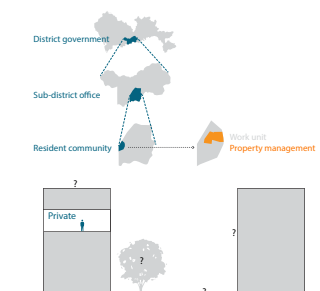 District government
Sub-district office
Resident community
Work unit
Property management
?
Private
?
?
?